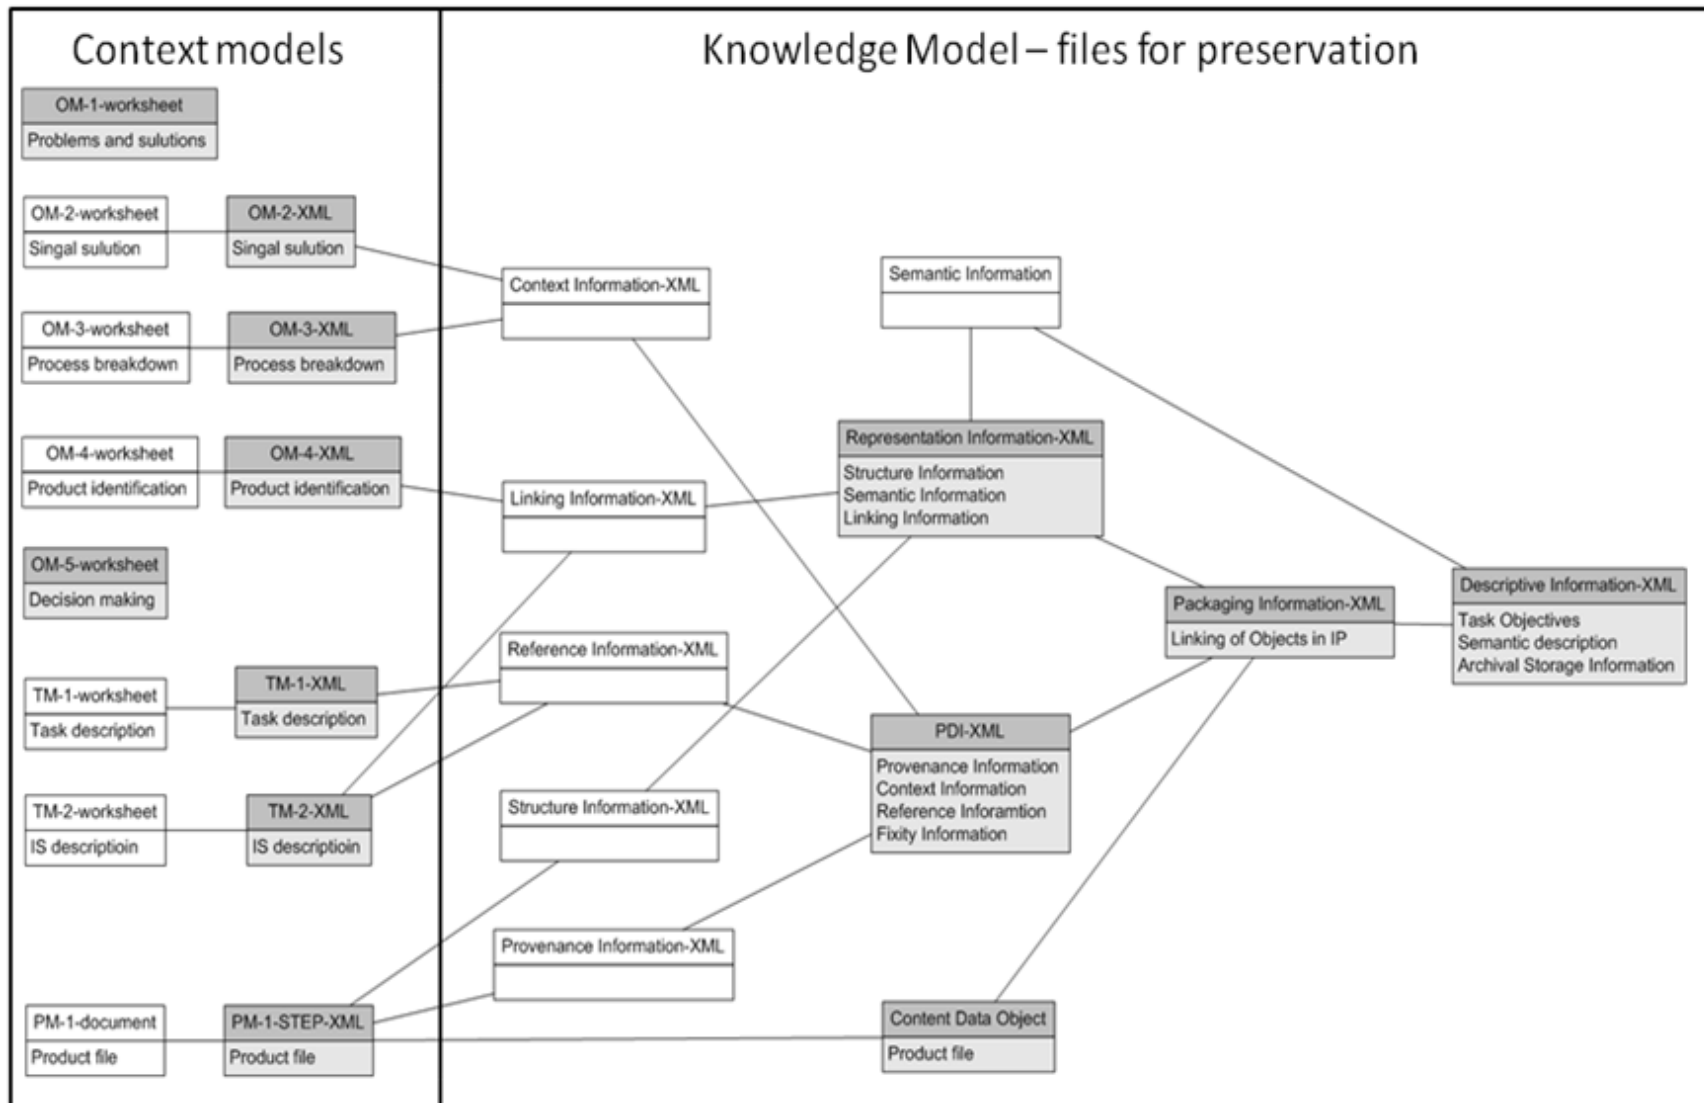 Context models
Knowledge Model – files for preservation
OM-1-worksheet
Problems and sulutions
OM-2-worksheet
Singal sulution
OM-2-XML
Singal sulution
OM-3-worksheet
Process breakdown
OM-3-XML
Process breakdown
OM-4-worksheet
Product identification
OM-4-XML
Product identification
OM-5-worksheet
Decision making
TM-1-worksheet
Task description
TM-1-XML
Task description
TM-2-worksheet
IS descriptioin
TM-2-XML
IS descriptioin
PM-1-document
Product file
PM-1-STEP-XML
Product file
Context Information-XML
Linking Information-XML
Reference Information-XML
Structure Information-XML
Provenance Information-XML
Semantic Information
Representation Information-XML
Structure Information
Semantic Information
Linking Information
PDI-XML
Provenance Information
Context Information
Reference Inforamtion
Fixity Information
Content Data Object
Product file
Packaging Information-XML
Linking of Objects in IP
Descriptive Information-XML
Task Objectives
Semantic description
Archival Storage Information